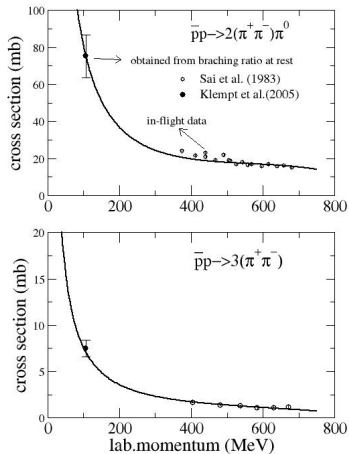 100
80
60
40
20
0
cross section (mb)
p̅p->2(π⁺π⁻)π⁰
obtained from braching ratio at rest
Sai et al. (1983)
Klempt et al.(2005)
in-flight data
0 200 400 600 800
20
15
10
5
0
cross section (mb)
p̅p->3(π⁺π⁻)
0 200 400 600 800
lab.momentum (MeV)